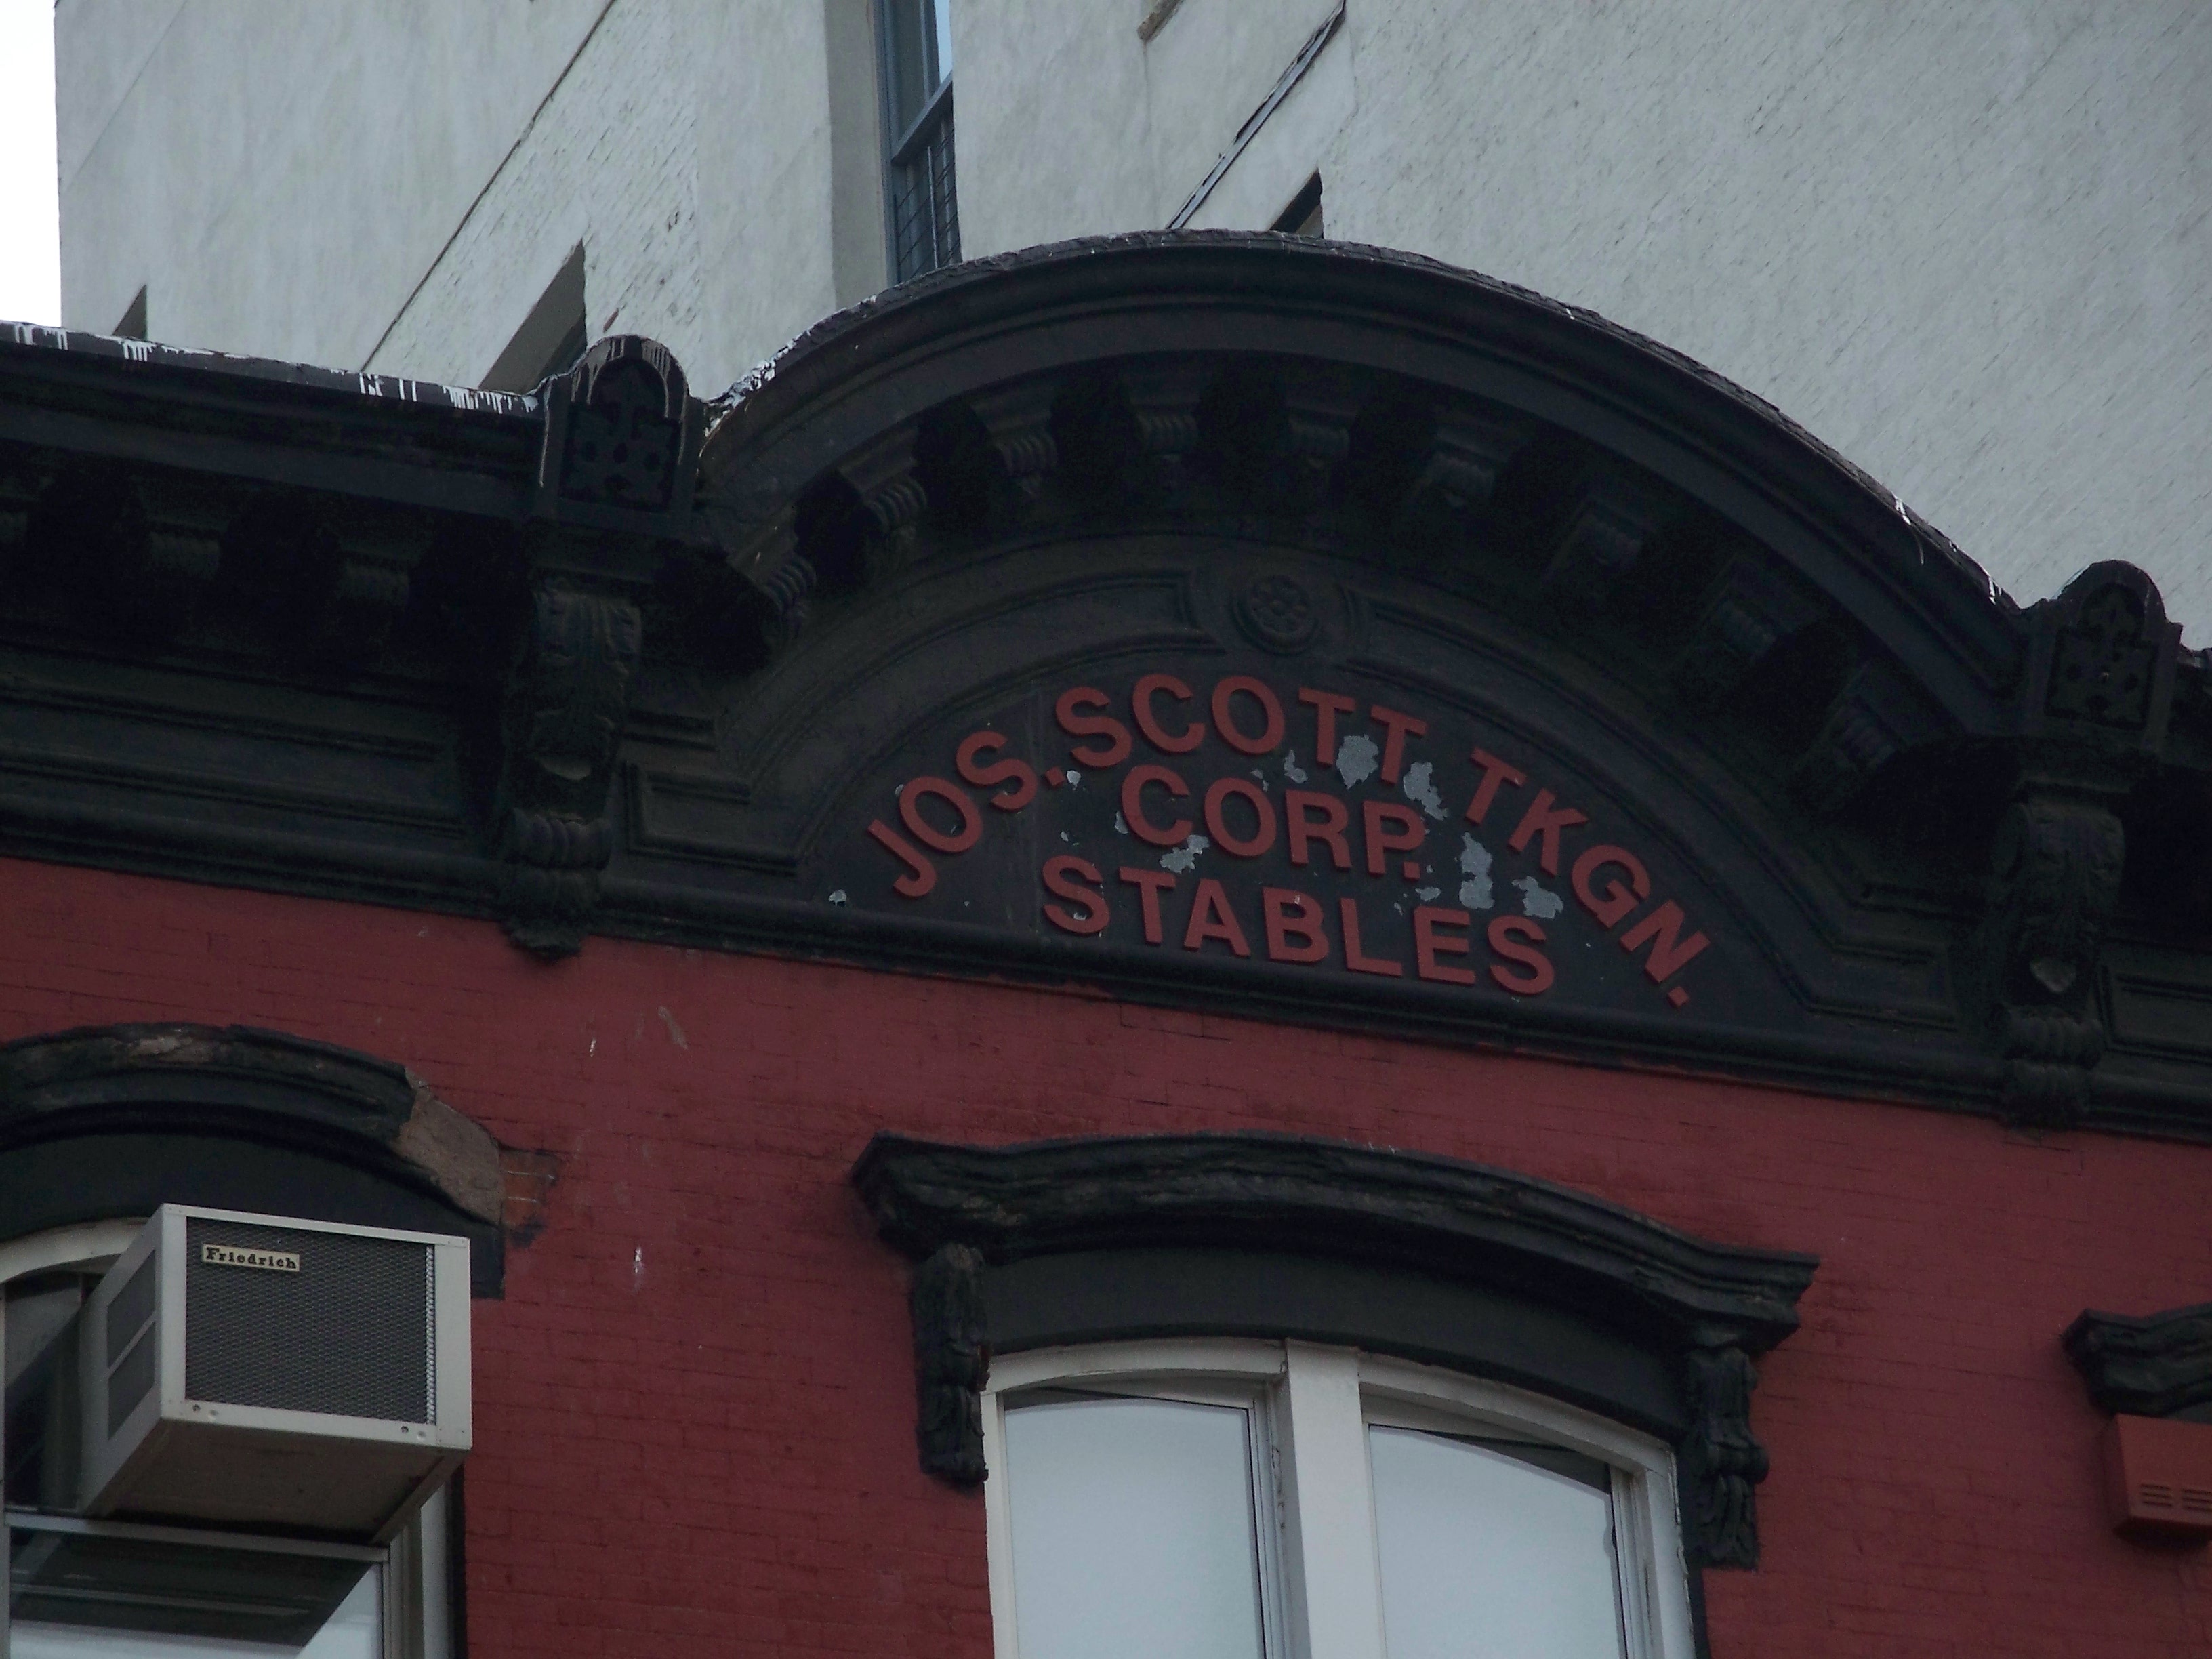 JOS. SCOTT TKGN.
CORP.
STABLES
Friedrich